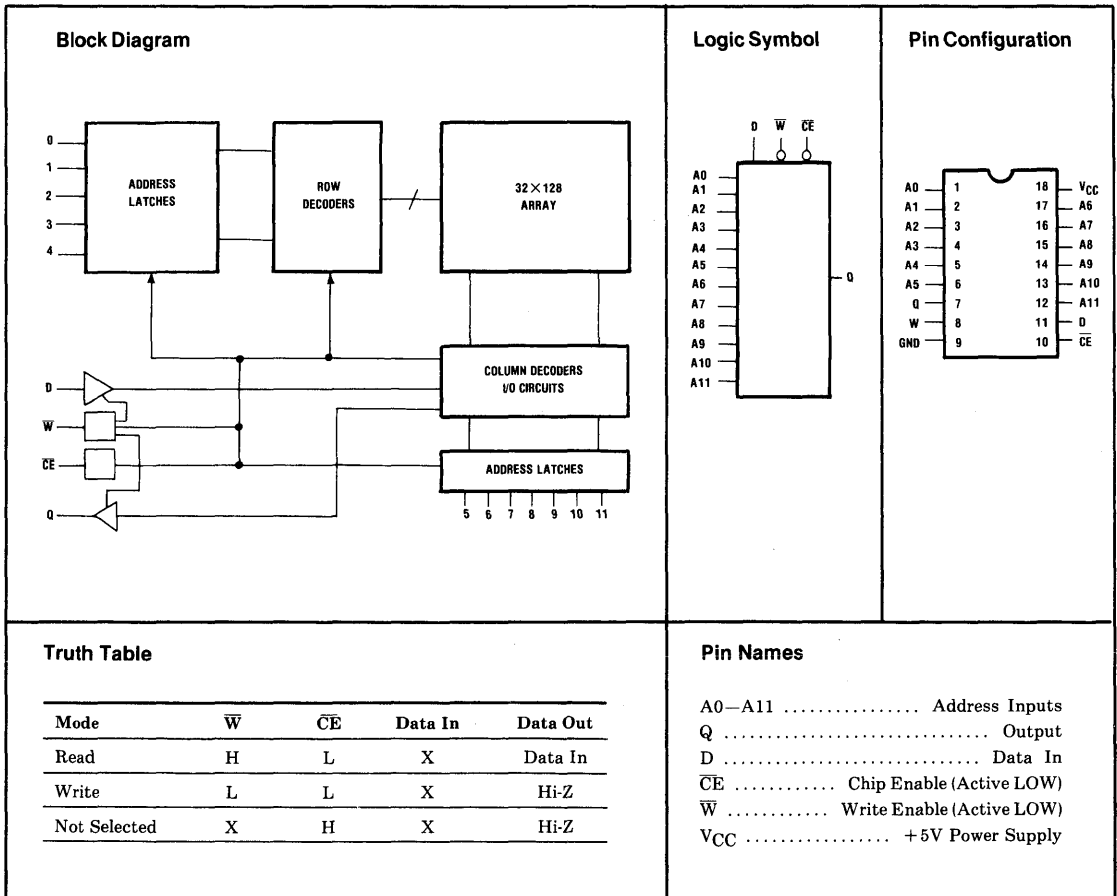 Block Diagram
0
1
2
3
4
ADDRESS
LATCHES
ROW
DECODERS
32×128
ARRAY
COLUMN DECODERS
I/O CIRCUITS
ADDRESS LATCHES
5 6 7 8 9 10 11
D
W̅
C̅E̅
Q
Logic Symbol
D W̅ C̅E̅
A0
A1
A2
A3
A4
A5
A6
A7
A8
A9
A10
A11
Q
Pin Configuration
A0 1 18 VCC
A1 2 17 A6
A2 3 16 A7
A3 4 15 A8
A4 5 14 A9
A5 6 13 A10
Q 7 12 A11
W 8 11 D
GND 9 10 C̅E̅
Truth Table
Mode W̅ C̅E̅ Data In Data Out
Read H L X Data In
Write L L X Hi-Z
Not Selected X H X Hi-Z
Pin Names
A0—A11 ................ Address Inputs
Q .............................. Output
D ............................ Data In
C̅E̅ ............ Chip Enable (Active LOW)
W̅ ............ Write Enable (Active LOW)
VCC ................. +5V Power Supply